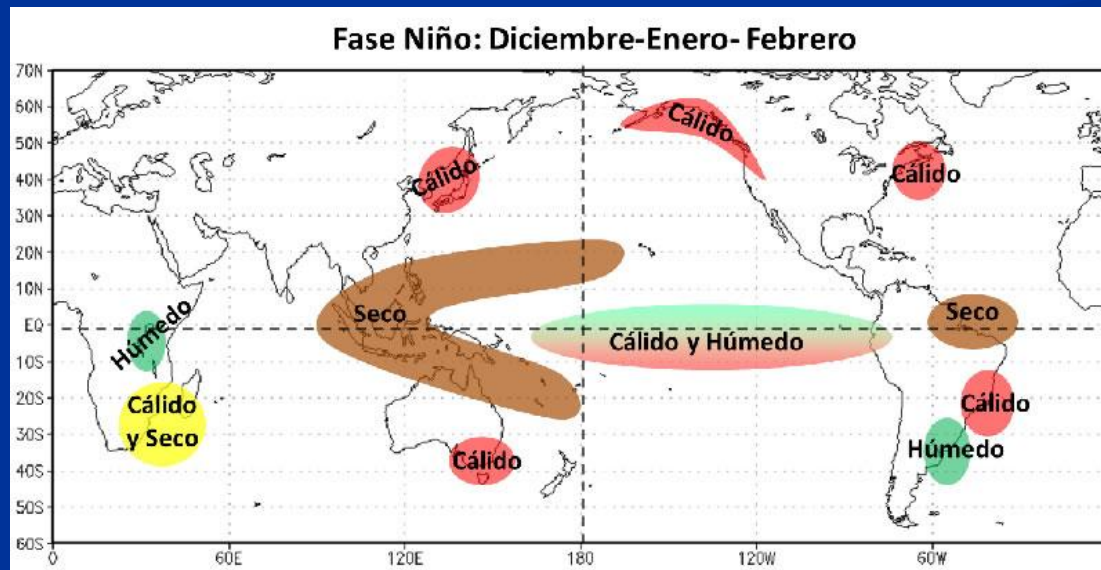 Fase Niño: Diciembre-Enero- Febrero
70N
60N
50N
40N
30N
20N
10N
EQ
10S
20S
30S
40S
50S
60S
Cálido
Cálido
Cálido
Seco
Seco
Húmedo
Cálido y Húmedo
Cálido
y Seco
Cálido
Húmedo
Cálido
0
60E
120E
180
120W
60W